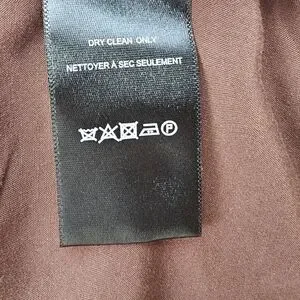 DRY CLEAN ONLY
NETTOYER À SEC SEULEMENT
P